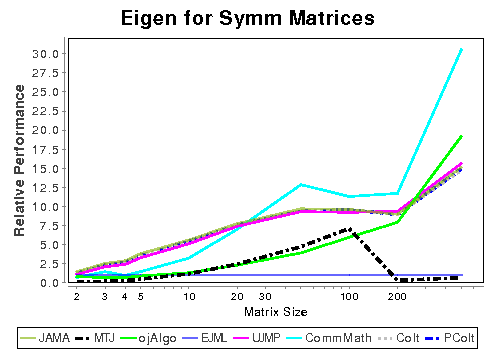 Eigen for Symm Matrices
Relative Performance
30.0
27.5
25.0
22.5
20.0
17.5
15.0
12.5
10.0
7.5
5.0
2.5
0.0
2 3 4 5 10 20 30 100 200
Matrix Size
JAMA MTJ ojAlgo EJML UJMP CommMath Colt PColt